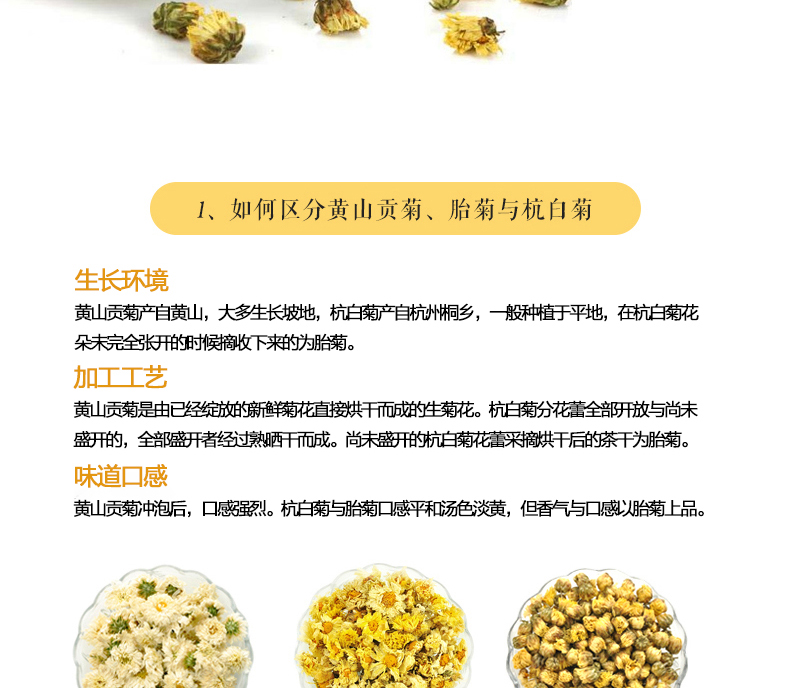 1、如何区分黄山贡菊、胎菊与杭白菊
生长环境
黄山贡菊产自黄山，大多生长坡地，杭白菊产自杭州桐乡，一般种植于平地，在杭白菊花
朵未完全张开的时候摘收下来的为胎菊。
加工工艺
黄山贡菊是由已经绽放的新鲜菊花直接烘干而成的生菊花。杭白菊分花蕾全部开放与尚未
盛开的，全部盛开者经过熟晒干而成。尚未盛开的杭白菊花蕾采摘烘干后的茶干为胎菊。
味道口感
黄山贡菊冲泡后，口感强烈。杭白菊与胎菊口感平和汤色淡黄，但香气与口感以胎菊上品。